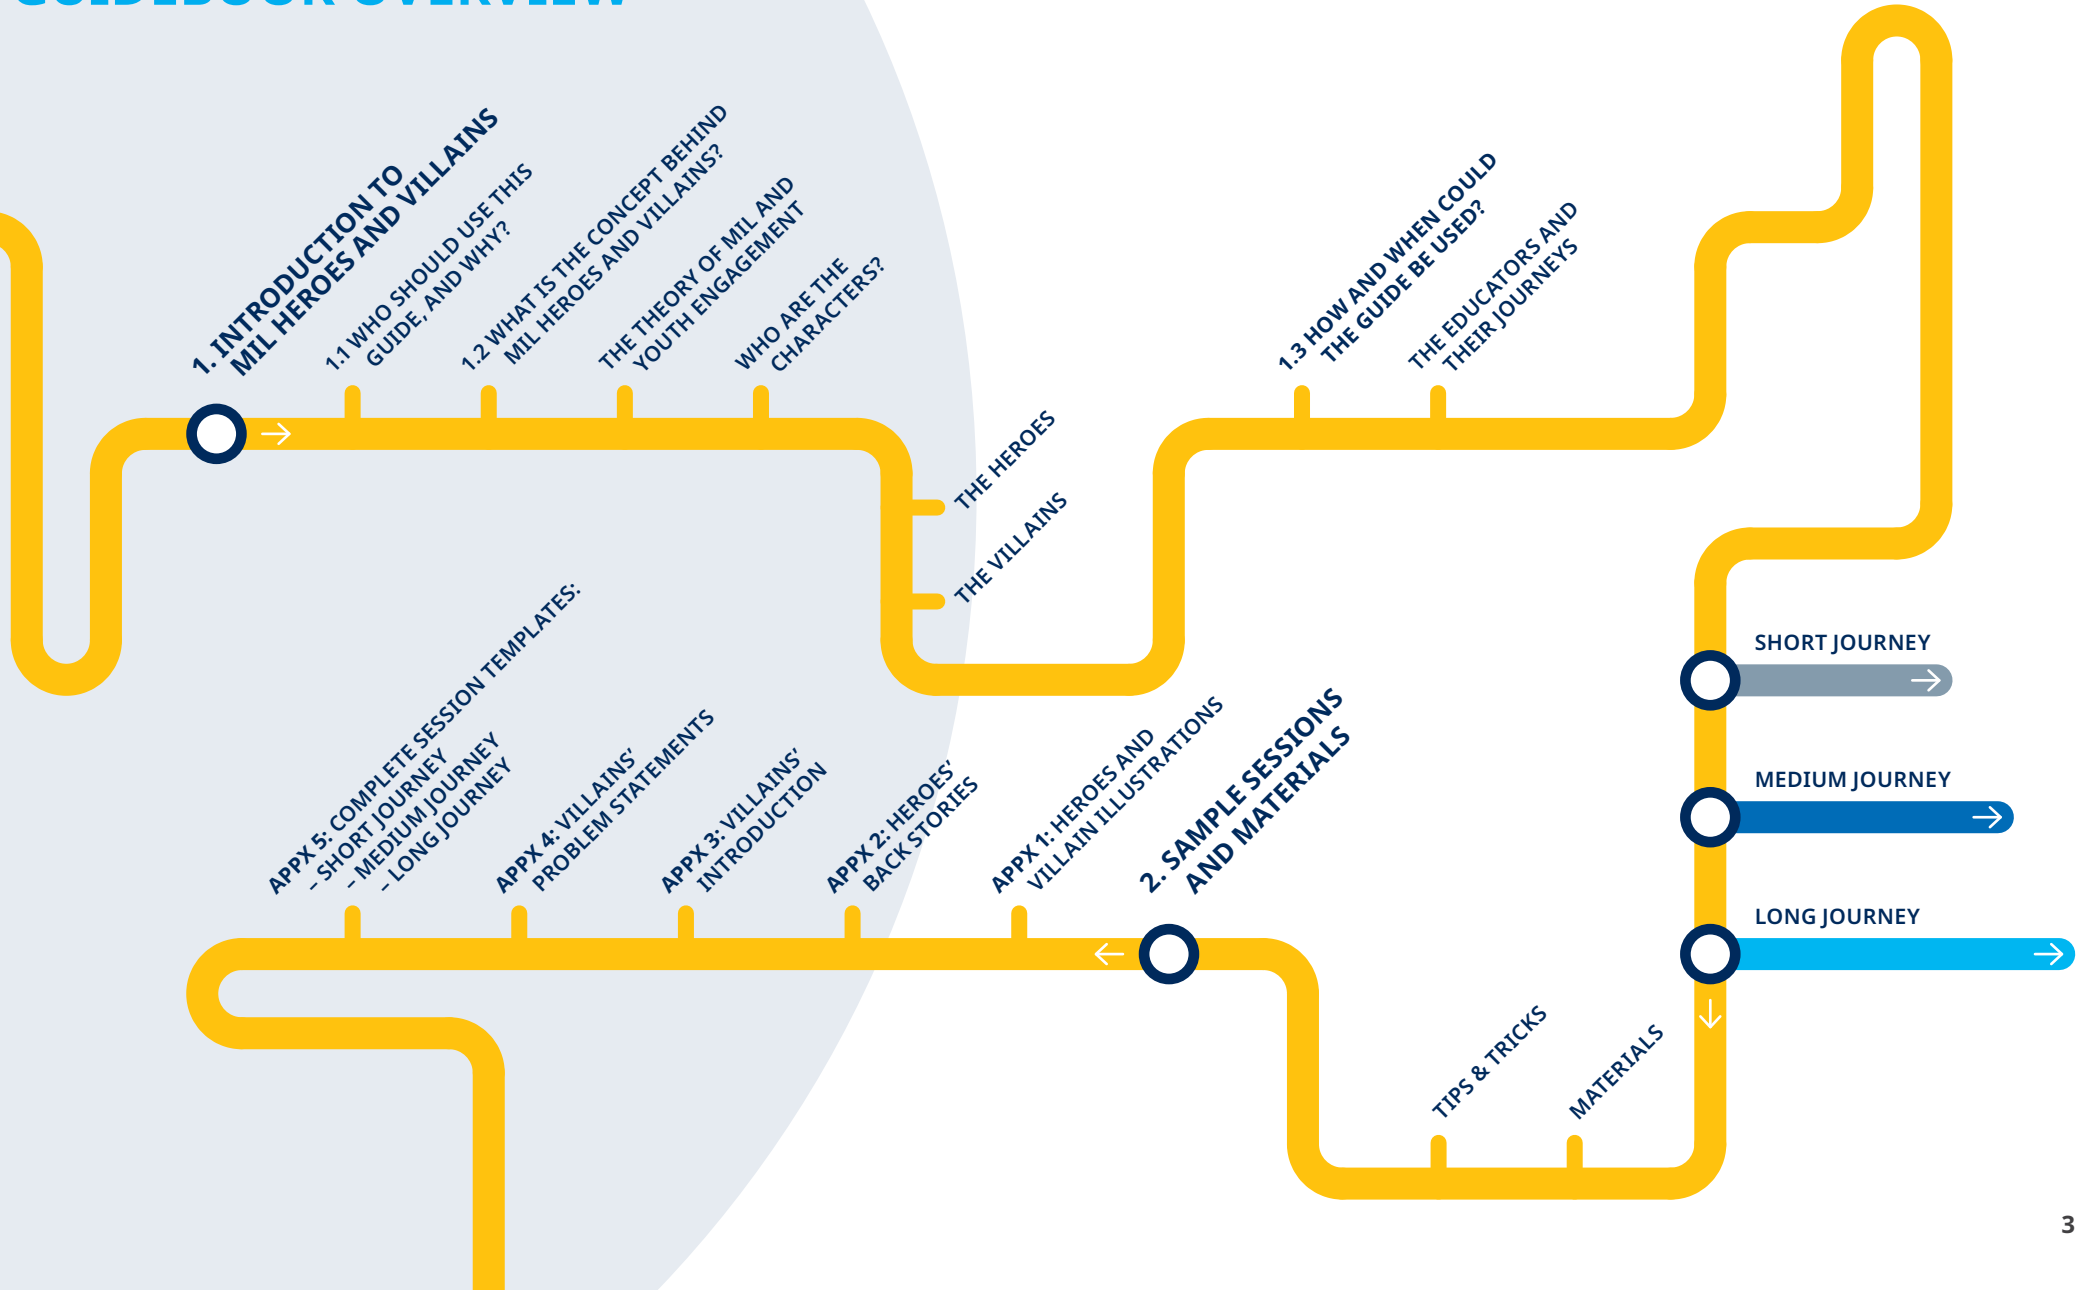 GUIDEBOOK OVERVIEW
1. INTRODUCTION TO
MIL HEROES AND VILLAINS
1.1 WHO SHOULD USE THIS
GUIDE, AND WHY?
1.2 WHAT IS THE CONCEPT BEHIND
MIL HEROES AND VILLAINS?
THE THEORY OF MIL AND
YOUTH ENGAGEMENT
WHO ARE THE
CHARACTERS?
THE HEROES
THE VILLAINS
1.3 HOW AND WHEN COULD
THE GUIDE BE USED?
THE EDUCATORS AND
THEIR JOURNEYS
SHORT JOURNEY
MEDIUM JOURNEY
LONG JOURNEY
MATERIALS
TIPS & TRICKS
2. SAMPLE SESSIONS
AND MATERIALS
APPX 1: HEROES AND
VILLAIN ILLUSTRATIONS
APPX 2: HEROES’
BACK STORIES
APPX 3: VILLAINS’
INTRODUCTION
APPX 4: VILLAINS’
PROBLEM STATEMENTS
APPX 5: COMPLETE SESSION TEMPLATES:
– SHORT JOURNEY
– MEDIUM JOURNEY
– LONG JOURNEY
3